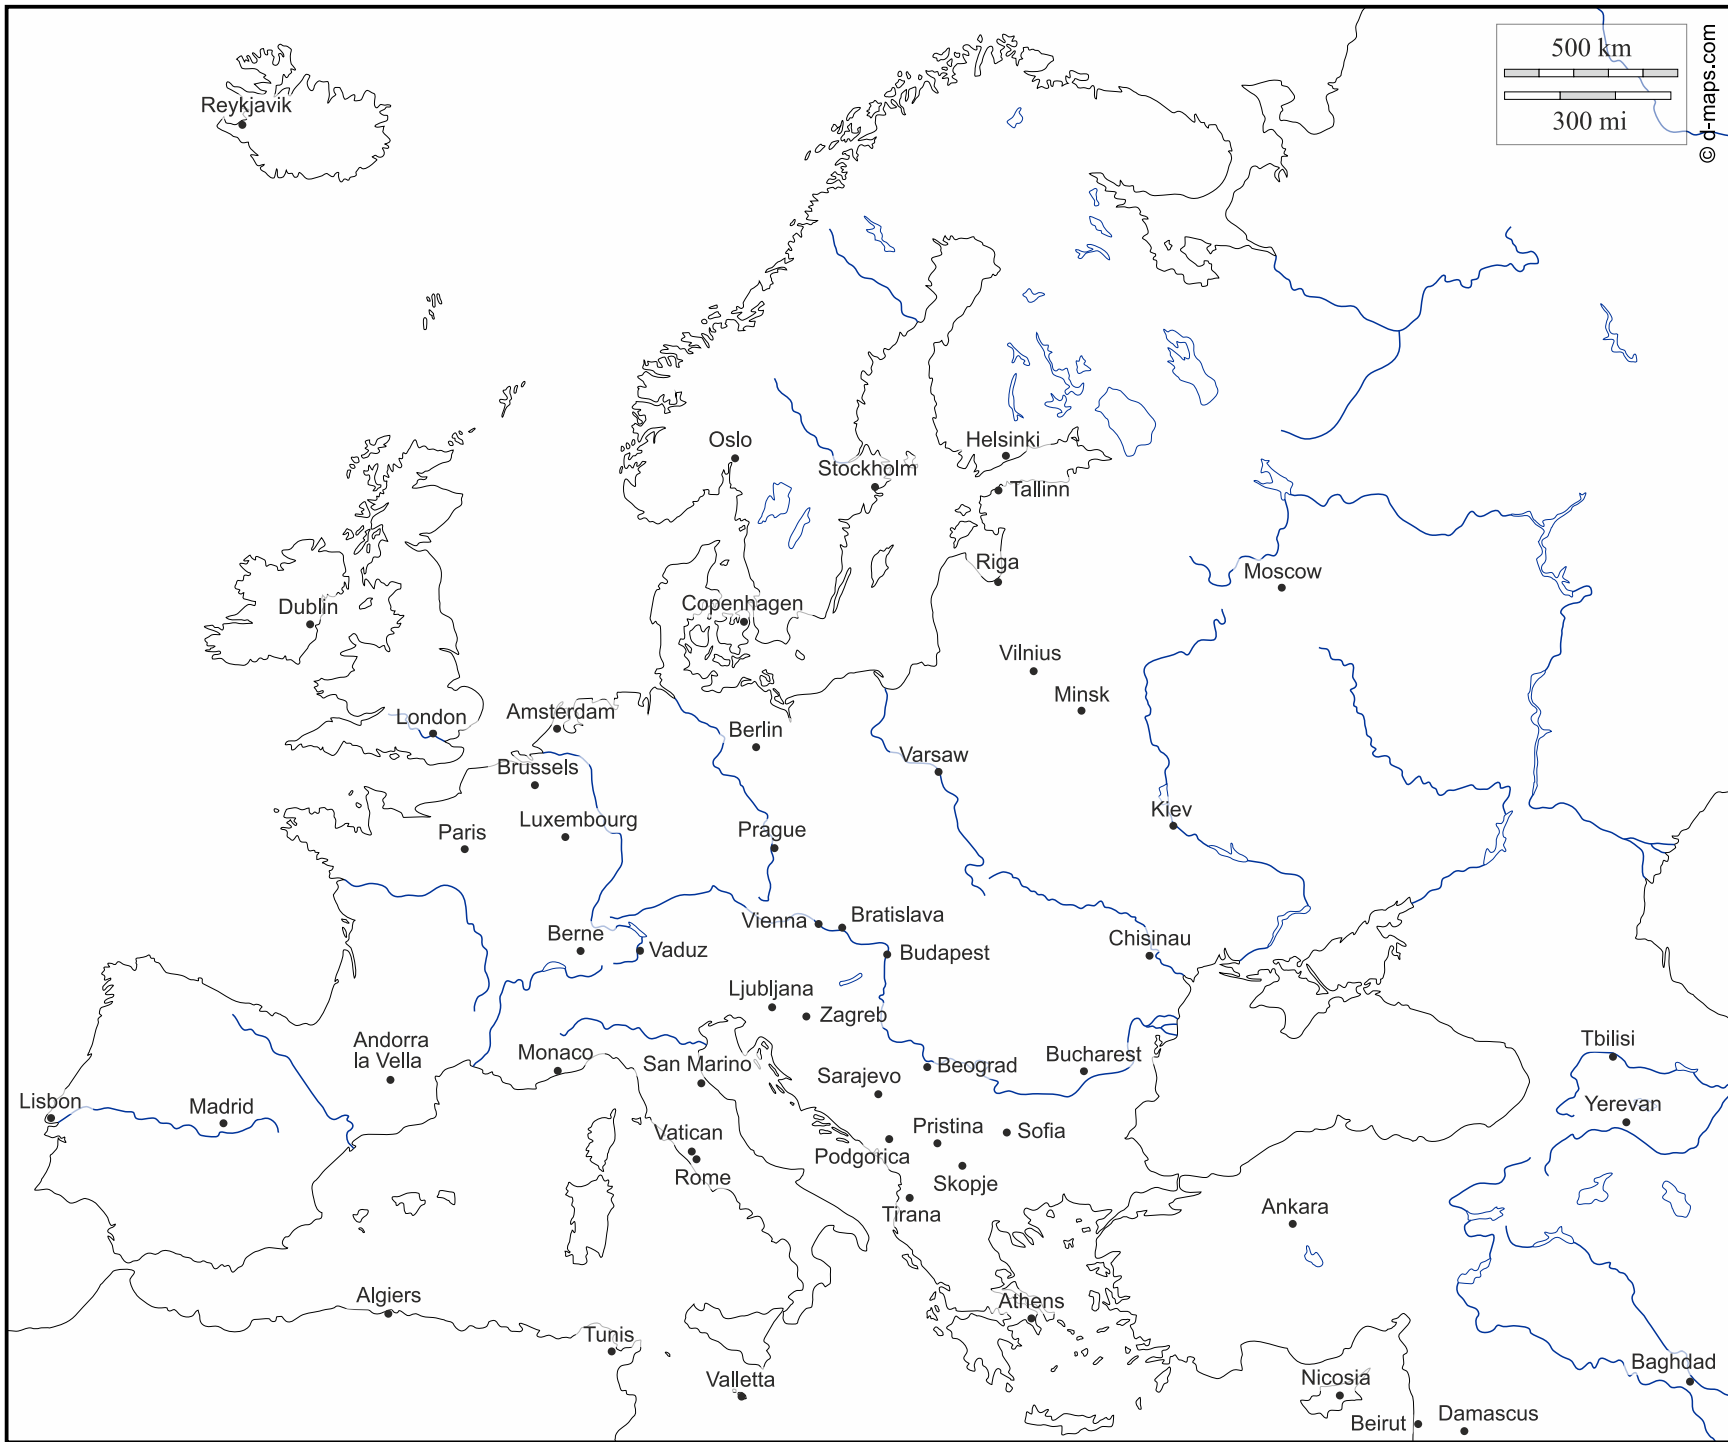 500 km
300 mi
© d-maps.com
Reykjavik
Oslo
Helsinki
Stockholm
Tallinn
Riga
Moscow
Copenhagen
Dublin
Vilnius
Minsk
London
Amsterdam
Berlin
Varsaw
Brussels
Kiev
Luxembourg
Paris
Prague
Vienna
Bratislava
Berne
Vaduz
Budapest
Chisinau
Ljubljana
Zagreb
Andorra
la Vella
Monaco
San Marino
Sarajevo
Beograd
Bucharest
Tbilisi
Lisbon
Madrid
Yerevan
Vatican
Rome
Pristina
Sofia
Podgorica
Skopje
Tirana
Ankara
Algiers
Athens
Tunis
Valletta
Nicosia
Baghdad
Beirut
Damascus